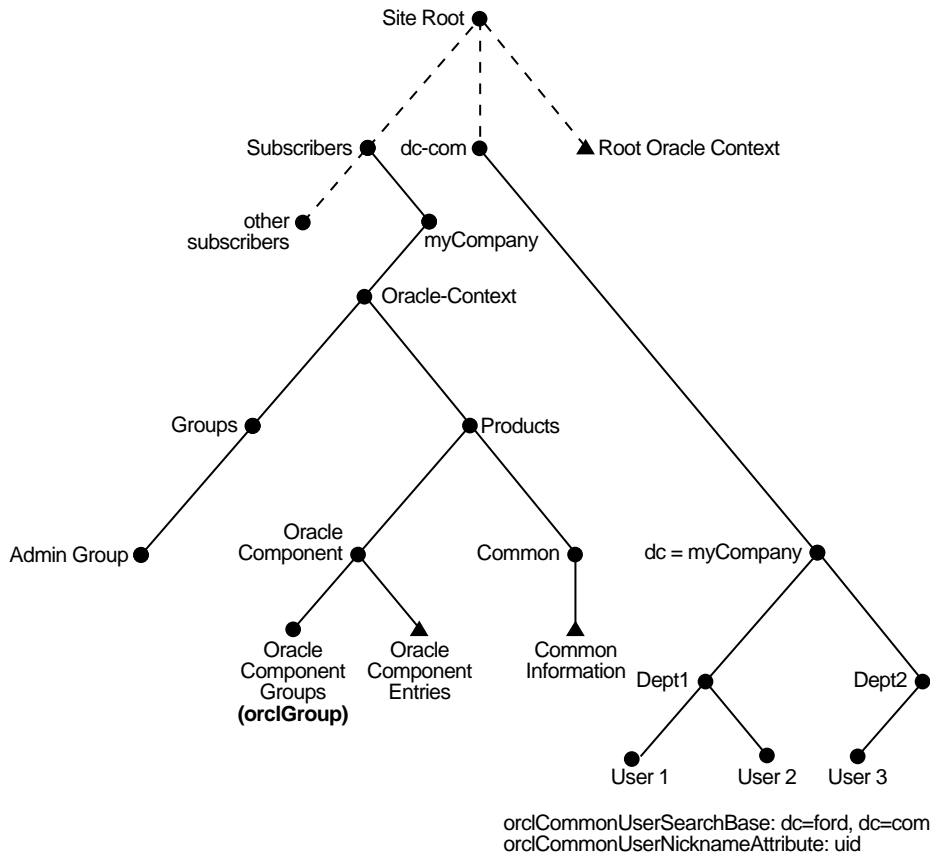 Site Root
Subscribers
dc-com
Root Oracle Context
other
subscribers
myCompany
Oracle-Context
Groups
Products
Admin Group
Oracle
Component
Common
dc = myCompany
Oracle
Component
Groups
(orclGroup)
Oracle
Component
Entries
Common
Information
Dept1
Dept2
User 1
User 2
User 3
orclCommonUserSearchBase: dc=ford, dc=com
orclCommonUserNicknameAttribute: uid